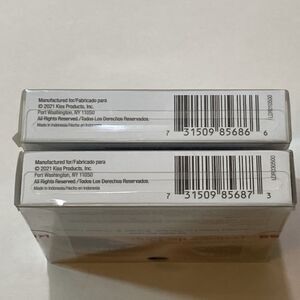 Manufactured for/Fabricado para
© 2021 Kiss Products, Inc.
Port Washington, NY 11050
All Rights Reserved./Todos Los Derechos Reservados.
Made in Indonesia/Hecho en Indonesia
7 31509 85686 6
Manufactured for/Fabricado para
© 2021 Kiss Products, Inc.
Port Washington, NY 11050
All Rights Reserved./Todos Los Derechos Reservados.
Made in Indonesia/Hecho en Indonesia
7 31509 85687 3